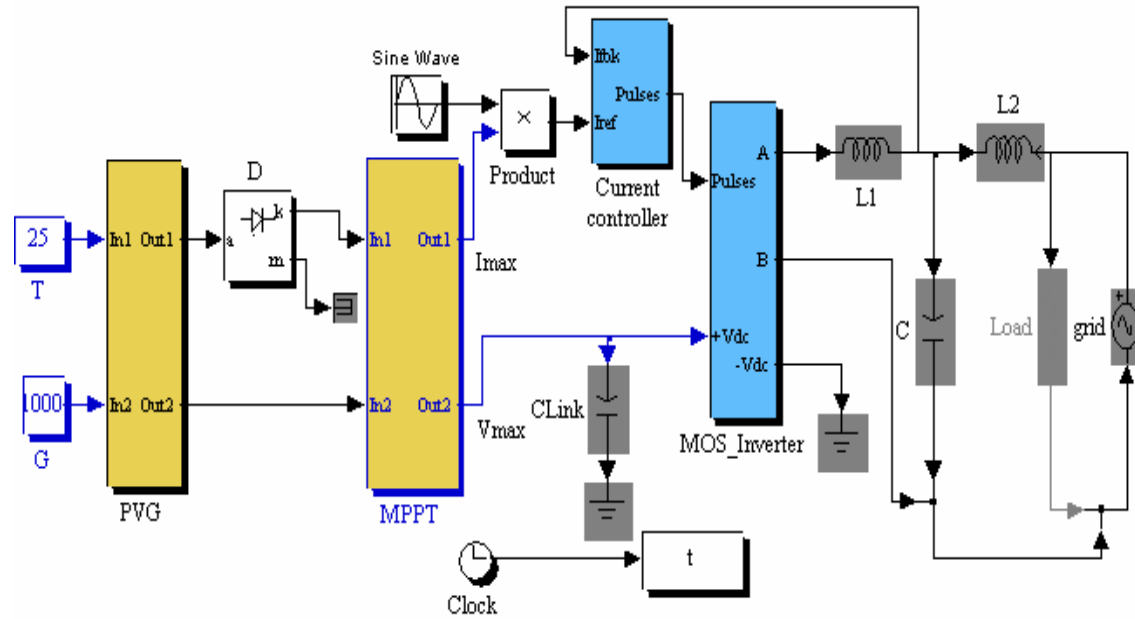 Sine Wave
Ifbk
Pulses
Iref
×
Product
Current
controller
L2
L1
A
Pulses
B
+Vdc
-Vdc
MOS_Inverter
D
k
a
m
25
T
In1
Out1
In2
Out2
PVG
1000
G
In1
Out1
In2
Out2
MPPT
Imax
Vmax
CLink
C
Load
+
grid
Clock
t